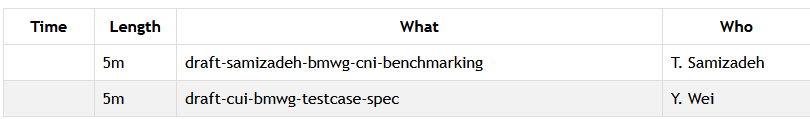 Time Length What Who
5m draft-samizadeh-bmwg-cni-benchmarking T. Samizadeh
5m draft-cui-bmwg-testcase-spec Y. Wei